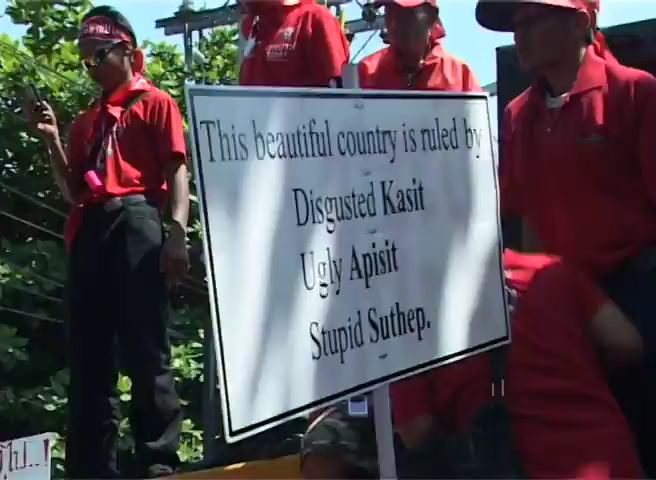 This beautiful country is ruled by
Disgusted Kasit
Ugly Apisit
Stupid Suthep.